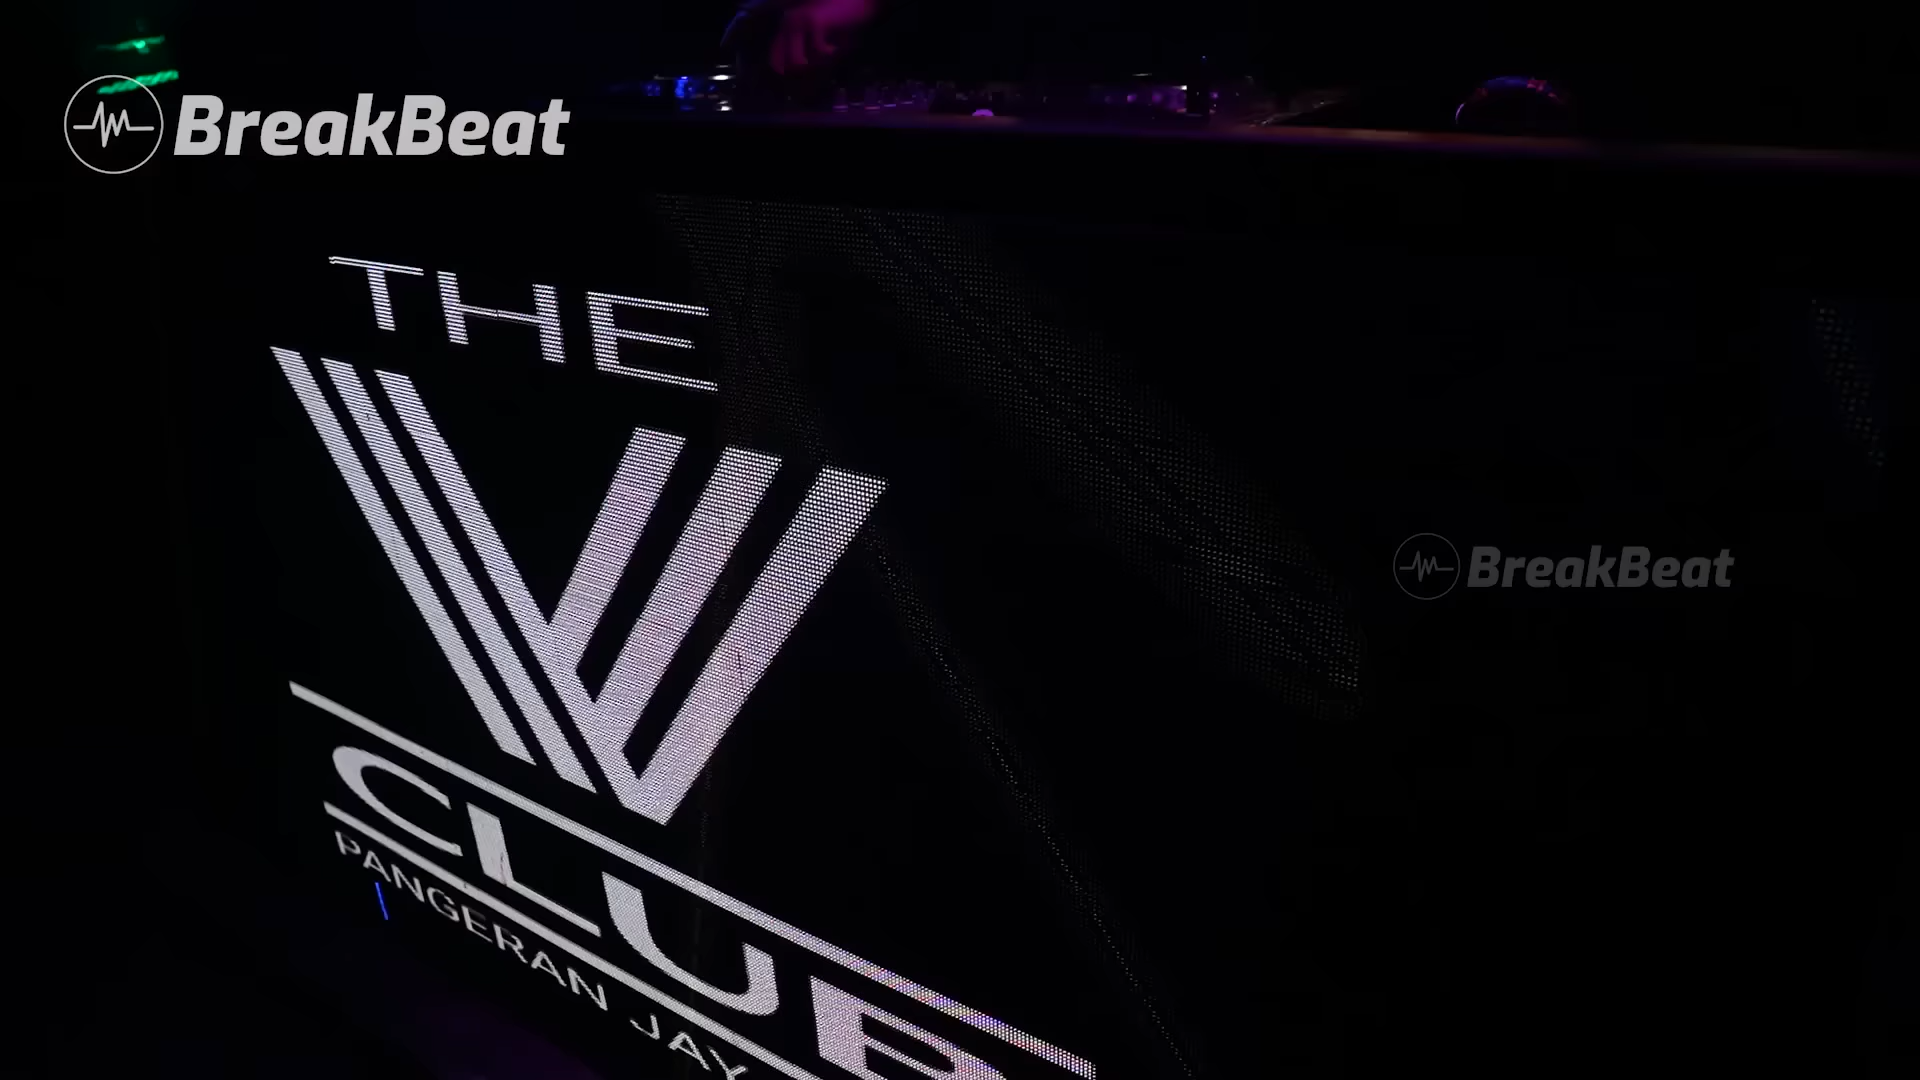 BreakBeat
THE
V
CLUB
PANGERAN JAY
BreakBeat